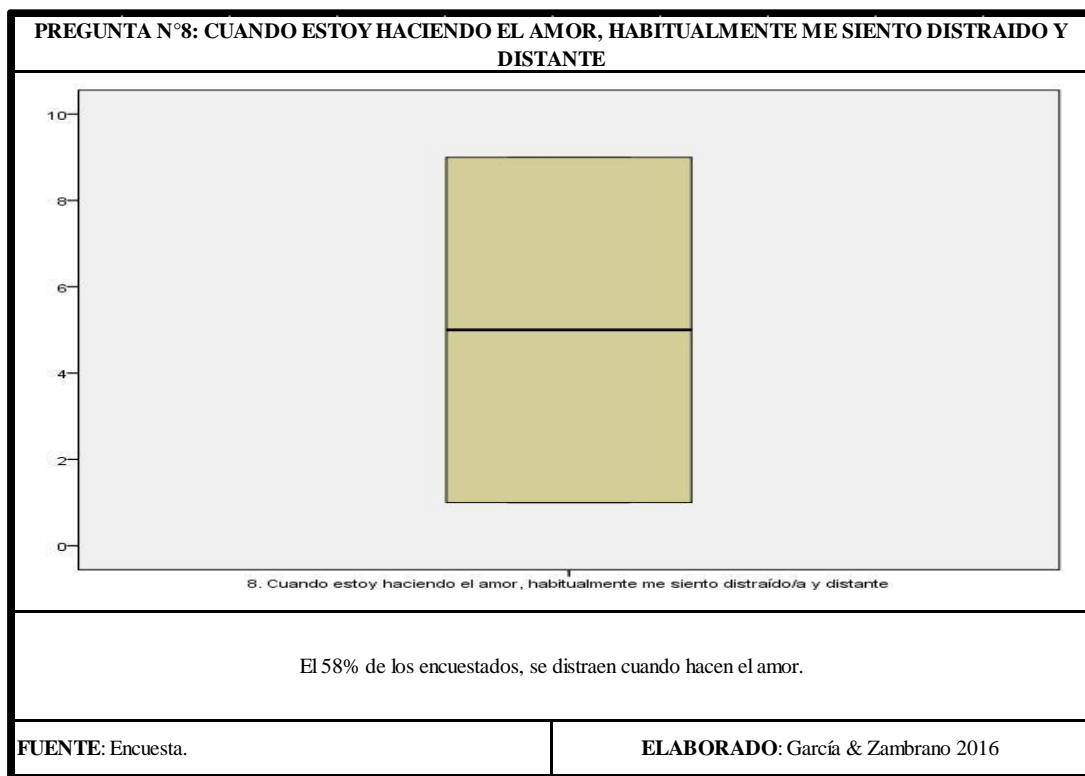 PREGUNTA N°8: CUANDO ESTOY HACIENDO EL AMOR, HABITUALMENTE ME SIENTO DISTRAIDO Y
DISTANTE
10
8
6
4
2
0
8. Cuando estoy haciendo el amor, habitualmente me siento distraído/a y distante
El 58% de los encuestados, se distraen cuando hacen el amor.
FUENTE: Encuesta.
ELABORADO: García & Zambrano 2016